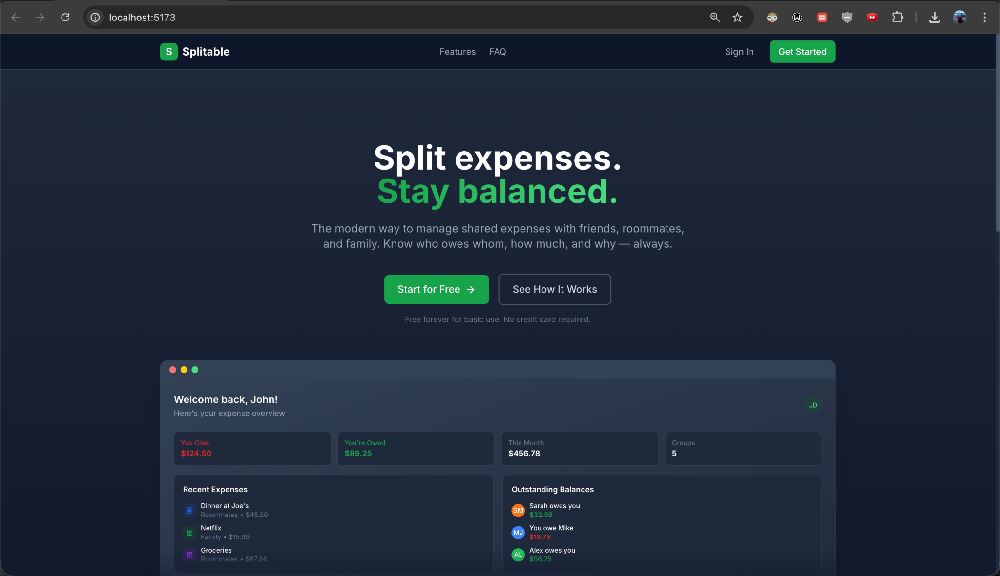 localhost:5173
S Splitable
Features FAQ
Sign In
Get Started
Split expenses.
Stay balanced.
The modern way to manage shared expenses with friends, roommates,
and family. Know who owes whom, how much, and why — always.
Start for Free →
See How It Works
Free forever for basic use. No credit card required.
Welcome back, John!
Here's your expense overview
JD
You Owe
$124.50
You're Owed
$89.25
This Month
$456.78
Groups
5
Recent Expenses
Dinner at Joe's
Roommates • $45.20
Netflix
Family • $15.99
Groceries
Roommates • $87.34
Outstanding Balances
SM
Sarah owes you
$32.50
MJ
You owe Mike
$18.75
AL
Alex owes you
$56.75